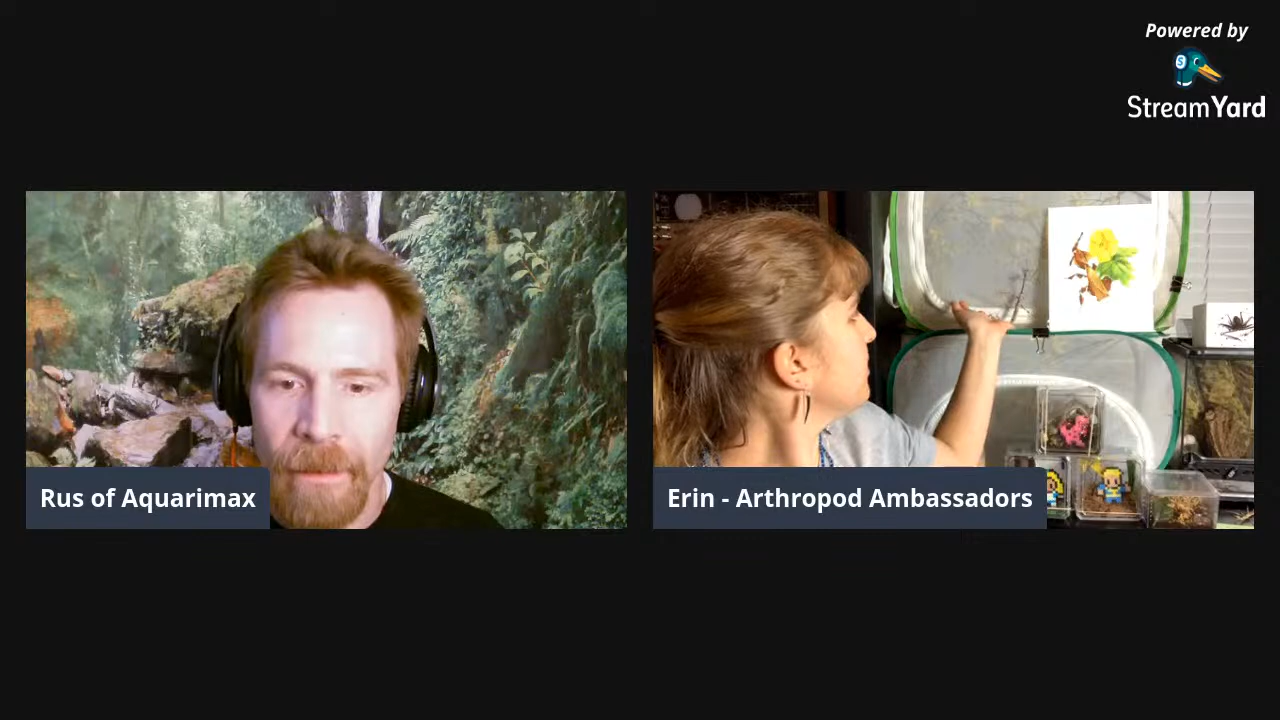 Powered by
StreamYard
Rus of Aquarimax
Erin - Arthropod Ambassadors